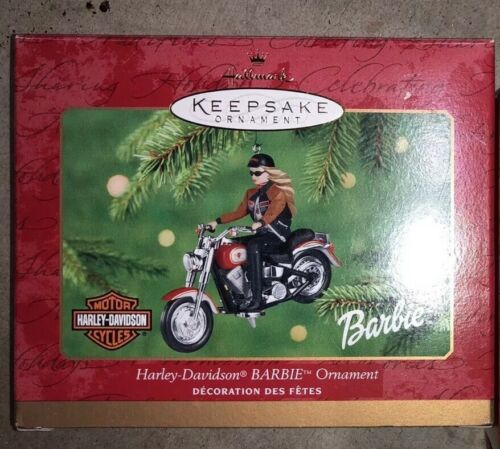 Hallmark
KEEPSAKE
ORNAMENT
MOTOR
HARLEY-DAVIDSON
CYCLES ®
Barbie
Harley-Davidson® BARBIE™ Ornament
DÉCORATION DES FÊTES